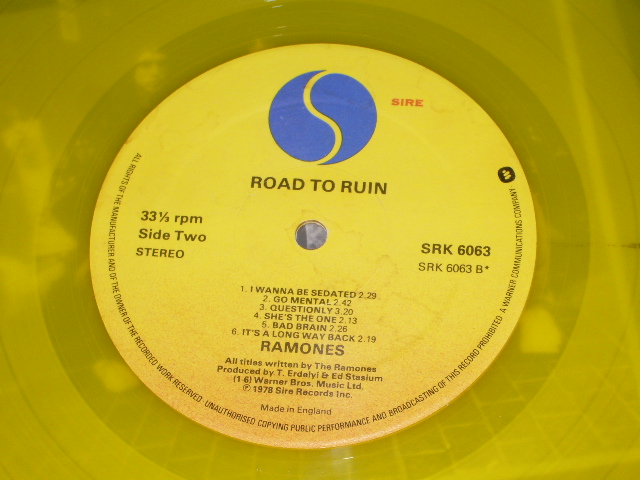 SIRE
ROAD TO RUIN
33⅓ rpm
Side Two
STEREO
SRK 6063
SRK 6063 B*
1. I WANNA BE SEDATED 2.29
2. GO MENTAL 2.42
3. QUESTIONLY 3.20
4. SHE'S THE ONE 2.13
5. BAD BRAIN 2.26
6. IT'S A LONG WAY BACK 2.19
RAMONES
All titles written by The Ramones
Produced by T. Erdelyi & Ed Stasium
(1-6) Warner Bros. Music Ltd.
℗ 1978 Sire Records Inc.
Made in England
ALL RIGHTS OF THE MANUFACTURER AND OF THE OWNER OF THE RECORDED WORK RESERVED · UNAUTHORISED COPYING PUBLIC PERFORMANCE AND BROADCASTING OF THIS RECORD PROHIBITED A WARNER COMMUNICATIONS COMPANY